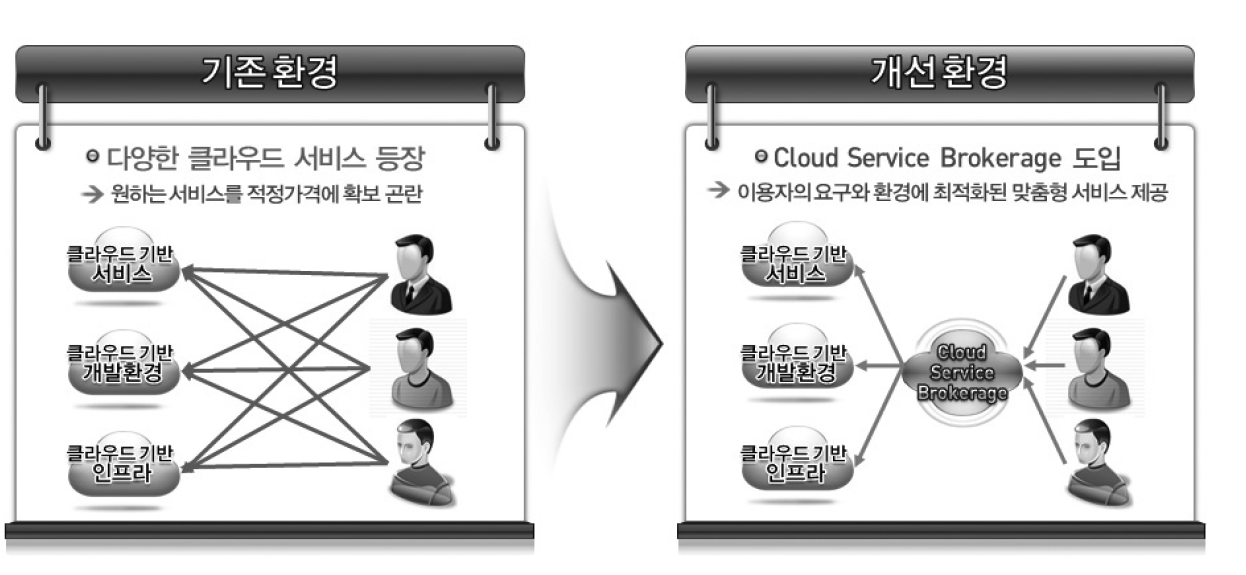 기존 환경
다양한 클라우드 서비스 등장
→ 원하는 서비스를 적정가격에 확보 곤란
클라우드 기반
서비스
클라우드 기반
개발환경
클라우드 기반
인프라
개선 환경
Cloud Service Brokerage 도입
→ 이용자의 요구와 환경에 최적화된 맞춤형 서비스 제공
클라우드 기반
서비스
클라우드 기반
개발환경
클라우드 기반
인프라
Cloud
Service
Brokerage